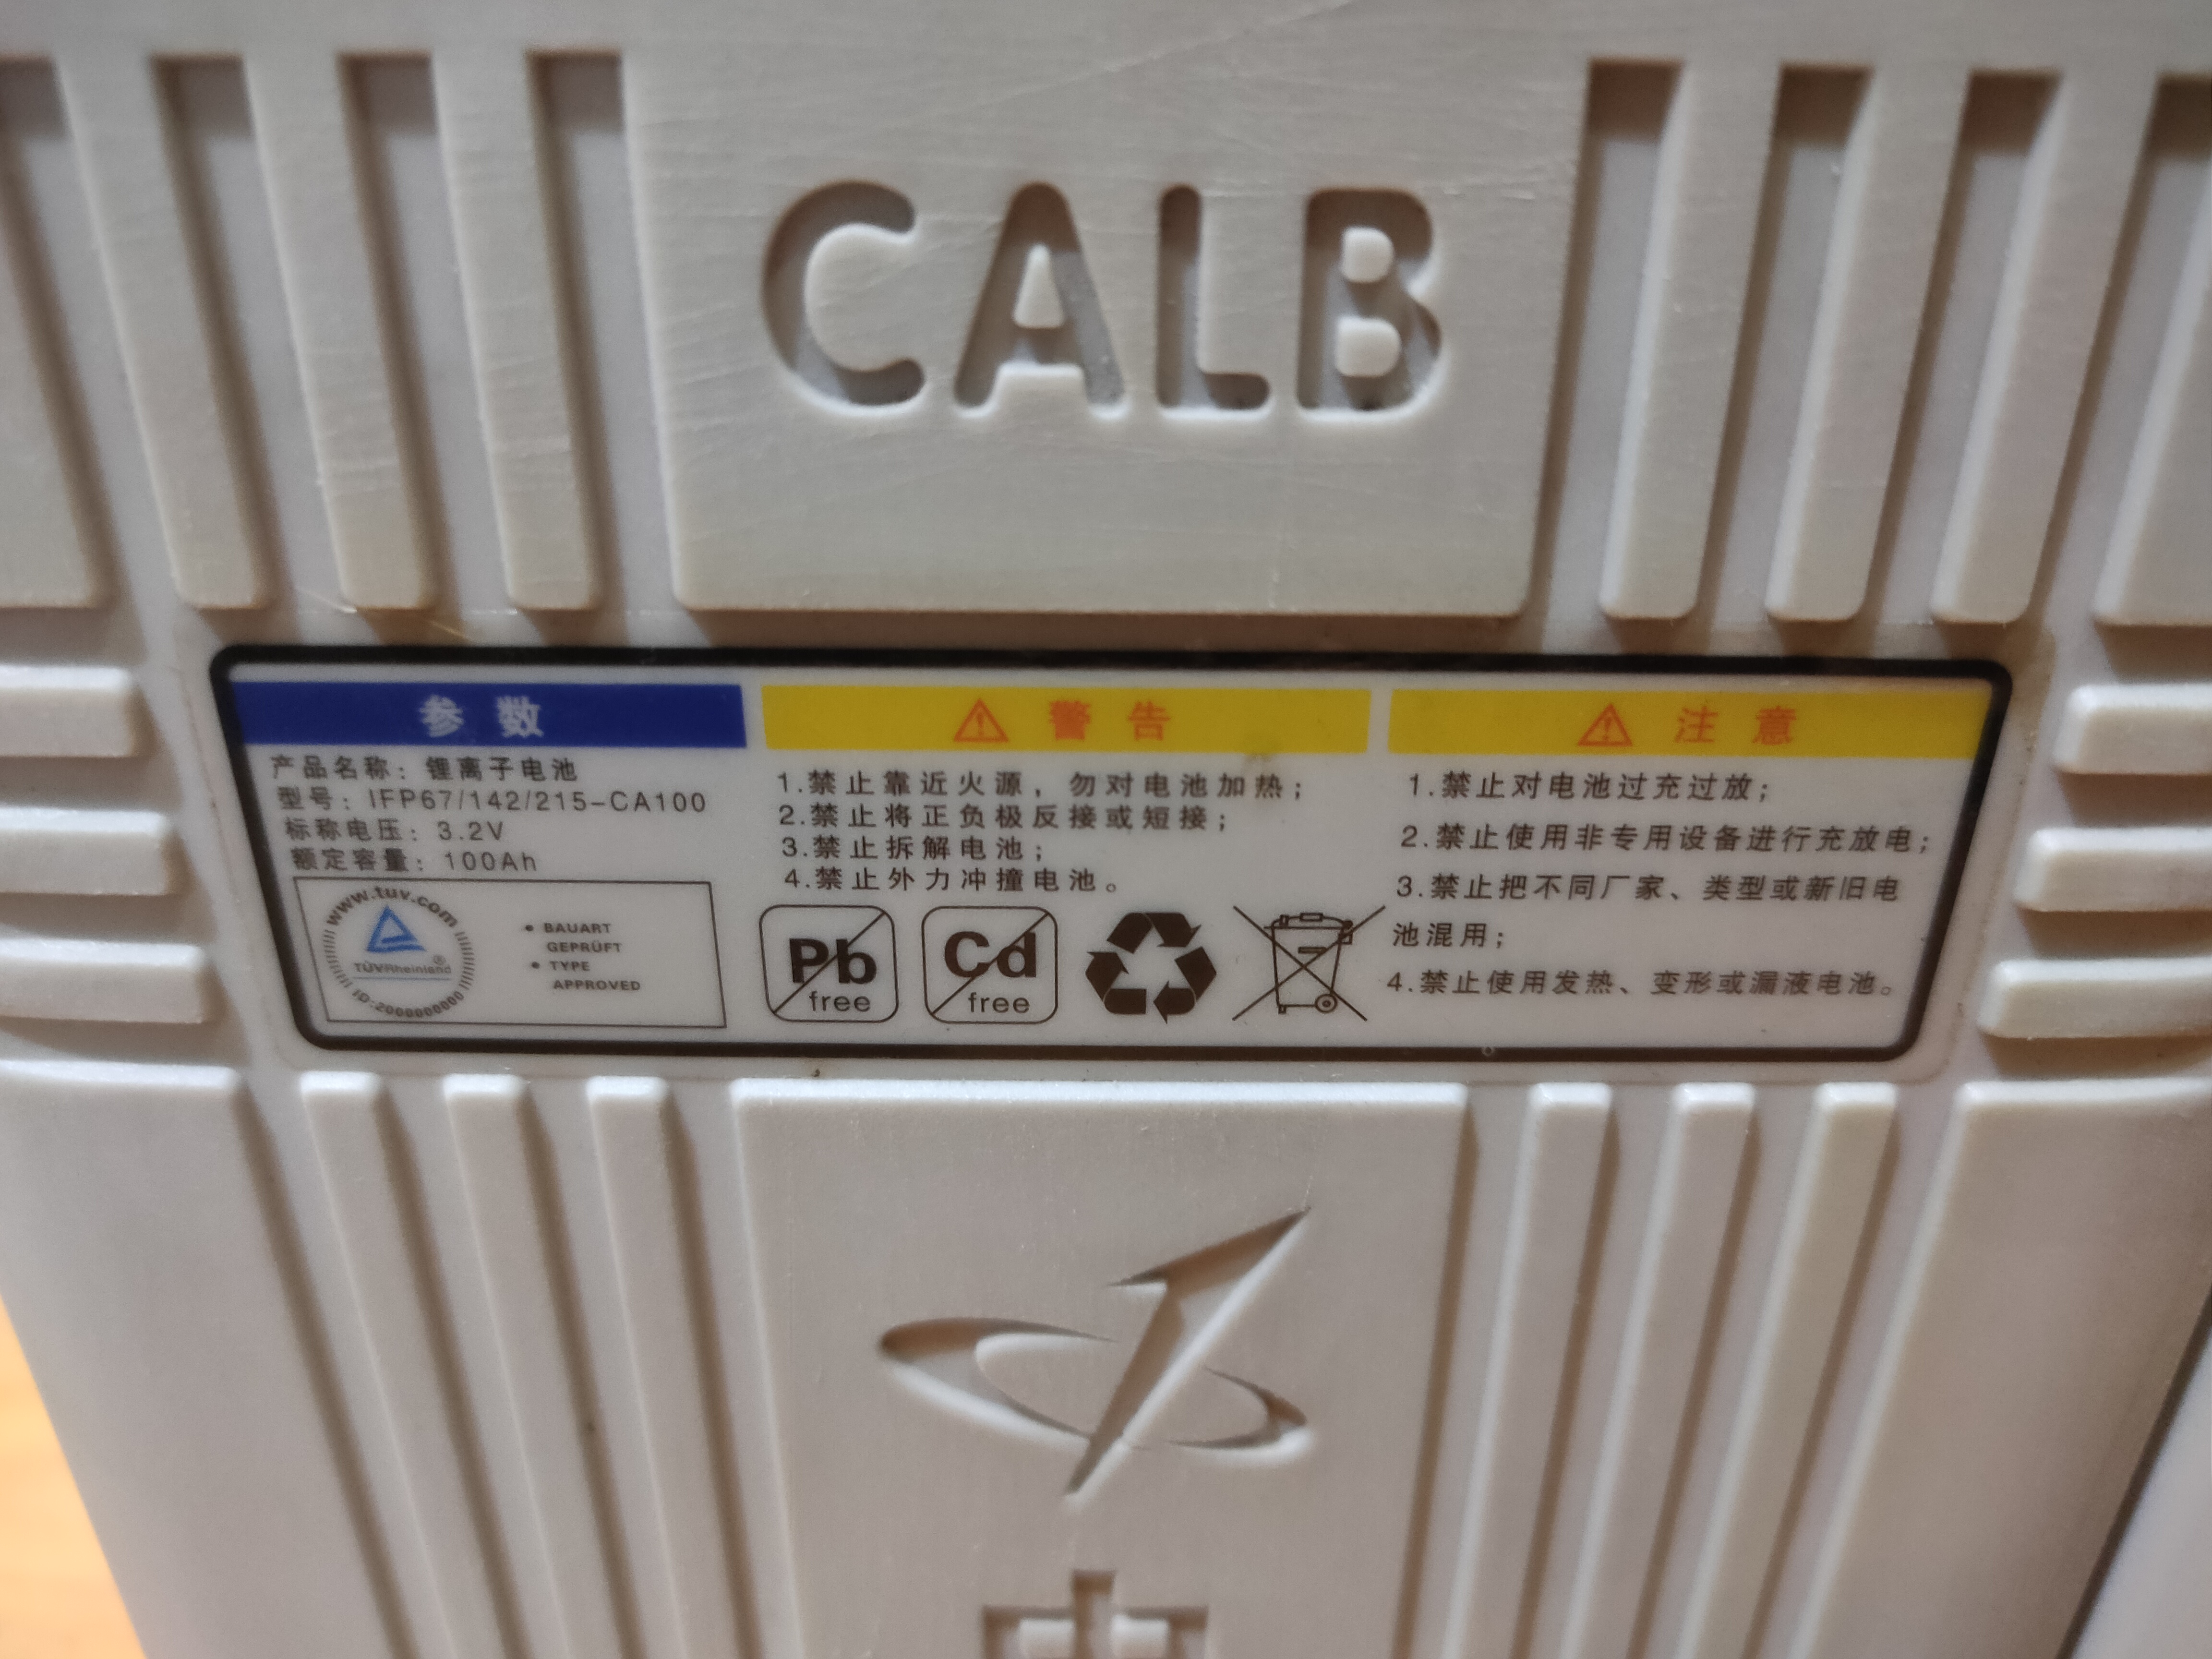 CALB
参数
产品名称：锂离子电池
型号：IFP67/142/215-CA100
标称电压：3.2V
额定容量：100Ah
www.tuv.com
TÜVRheinland®
ID:2000000000
• BAUART
GEPRÜFT
• TYPE
APPROVED
警告
1.禁止靠近火源，勿对电池加热；
2.禁止将正负极反接或短接；
3.禁止拆解电池；
4.禁止外力冲撞电池。
Pb
free
Cd
free
注意
1.禁止对电池过充过放；
2.禁止使用非专用设备进行充放电；
3.禁止把不同厂家、类型或新旧电
池混用；
4.禁止使用发热、变形或漏液电池。